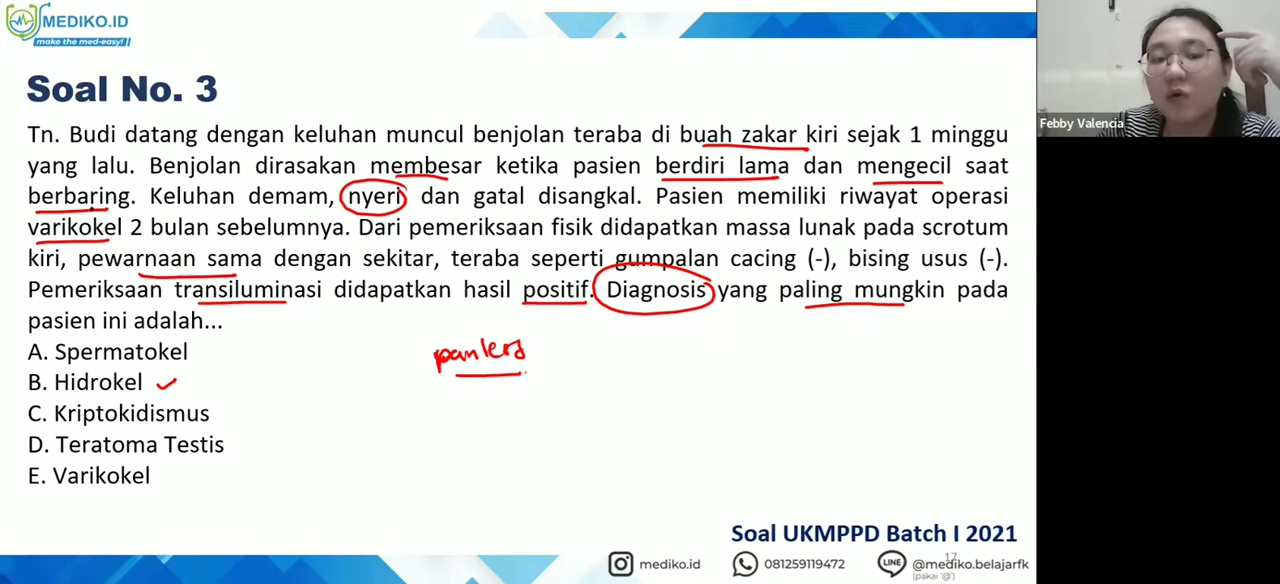 MEDIKO.ID
make the med-easy!
Soal No. 3
Tn. Budi datang dengan keluhan muncul benjolan teraba di buah zakar kiri sejak 1 minggu
yang lalu. Benjolan dirasakan membesar ketika pasien berdiri lama dan mengecil saat
berbaring. Keluhan demam, nyeri dan gatal disangkal. Pasien memiliki riwayat operasi
varikokel 2 bulan sebelumnya. Dari pemeriksaan fisik didapatkan massa lunak pada scrotum
kiri, pewarnaan sama dengan sekitar, teraba seperti gumpalan cacing (-), bising usus (-).
Pemeriksaan transiluminasi didapatkan hasil positif. Diagnosis yang paling mungkin pada
pasien ini adalah...
A. Spermatokel
B. Hidrokel
C. Kriptokidismus
D. Teratoma Testis
E. Varikokel
Soal UKMPPD Batch I 2021
17
mediko.id
081259119472
LINE
@mediko.belajarfk
(pakai '@')
Febby Valencia